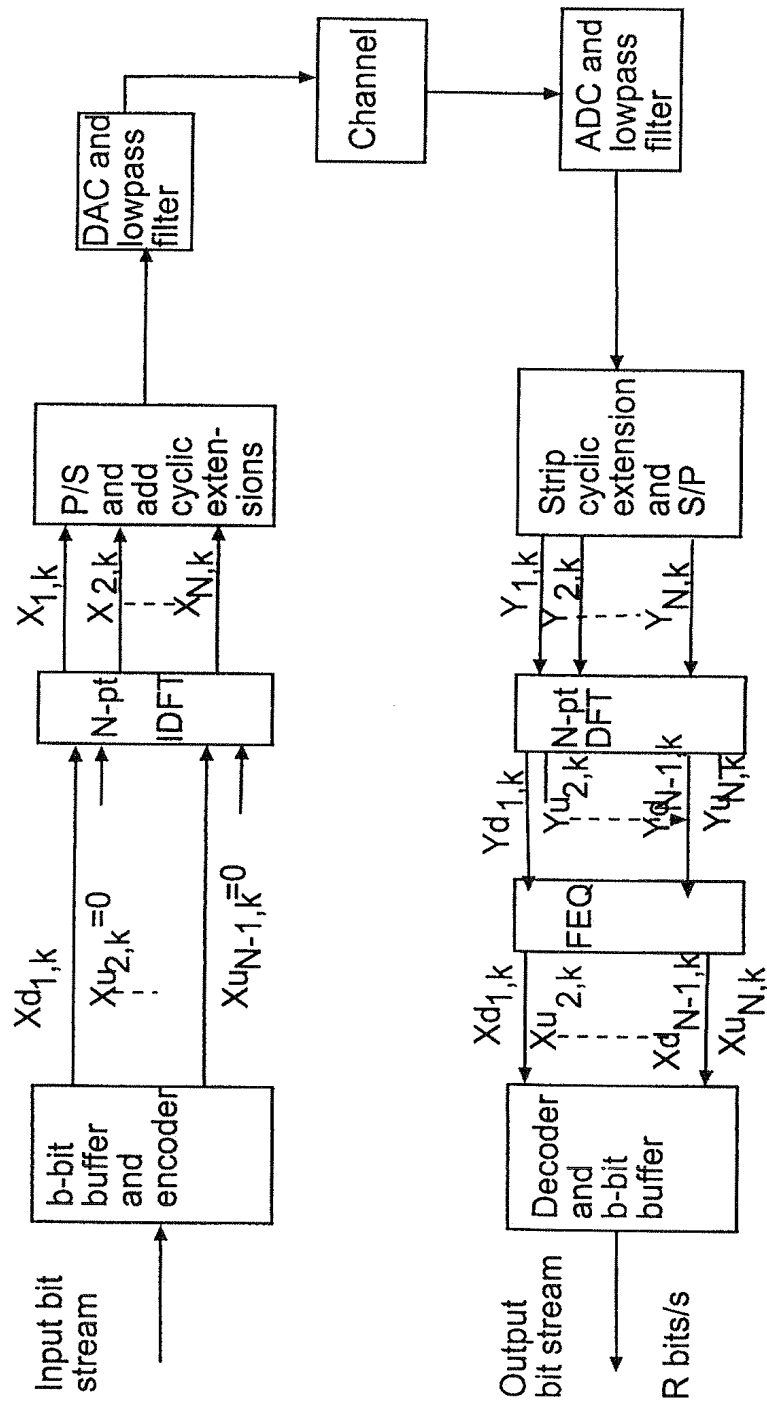 Input bit
stream
b-bit
buffer
and
encoder
Xd1,k
Xu2,k=0
XuN-1,k=0
N-pt
IDFT
X1,k
X2,k
XN,k
P/S
and
add
cyclic
exten-
sions
DAC and
lowpass
filter
Channel
ADC and
lowpass
filter
Strip
cyclic
extension
and
S/P
Y1,k
Y2,k
YN,k
N-pt
DFT
Yd1,k
Yu2,k
YdN-1,k
YuN,k
FEQ
Xd1,k
Xu2,k
XdN-1,k
XuN,k
Decoder
and
b-bit
buffer
Output
bit stream
R bits/s